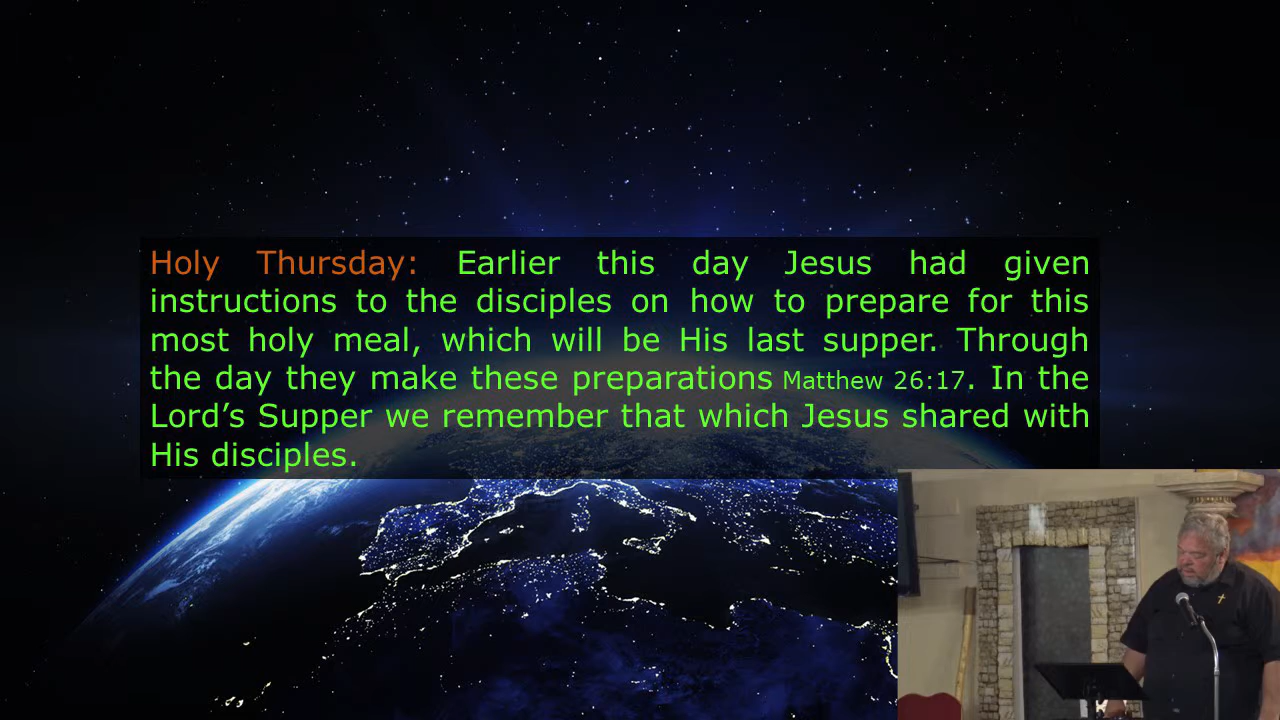 Holy Thursday: Earlier this day Jesus had given
instructions to the disciples on how to prepare for this
most holy meal, which will be His last supper. Through
the day they make these preparations Matthew 26:17. In the
Lord’s Supper we remember that which Jesus shared with
His disciples.